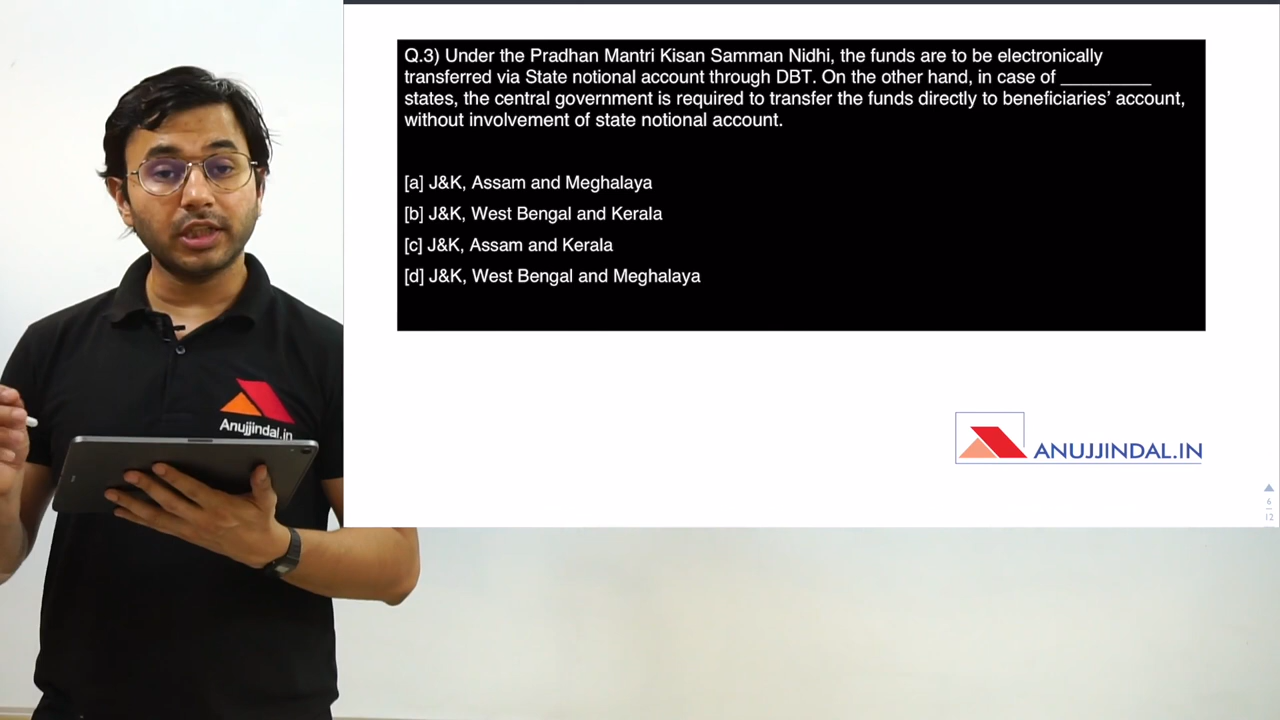 Q.3) Under the Pradhan Mantri Kisan Samman Nidhi, the funds are to be electronically
transferred via State notional account through DBT. On the other hand, in case of __________
states, the central government is required to transfer the funds directly to beneficiaries’ account,
without involvement of state notional account.
[a] J&K, Assam and Meghalaya
[b] J&K, West Bengal and Kerala
[c] J&K, Assam and Kerala
[d] J&K, West Bengal and Meghalaya
Anujjindal.in
ANUJJINDAL.IN
6
12